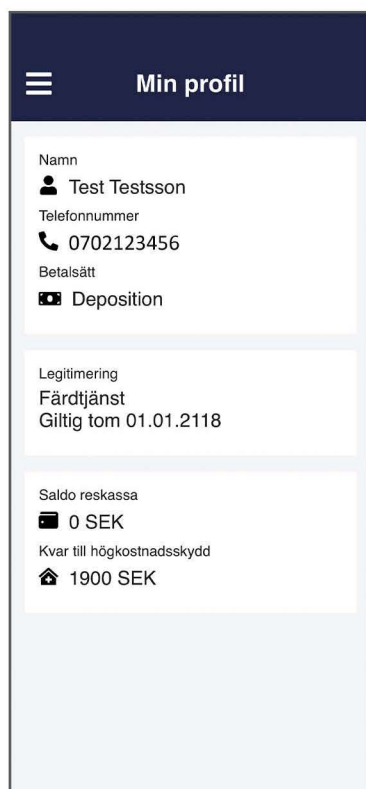 Min profil
Namn
Test Testsson
Telefonnummer
0702123456
Betalsätt
Deposition
Legitimering
Färdtjänst
Giltig tom 01.01.2118
Saldo reskassa
0 SEK
Kvar till högkostnadsskydd
1900 SEK